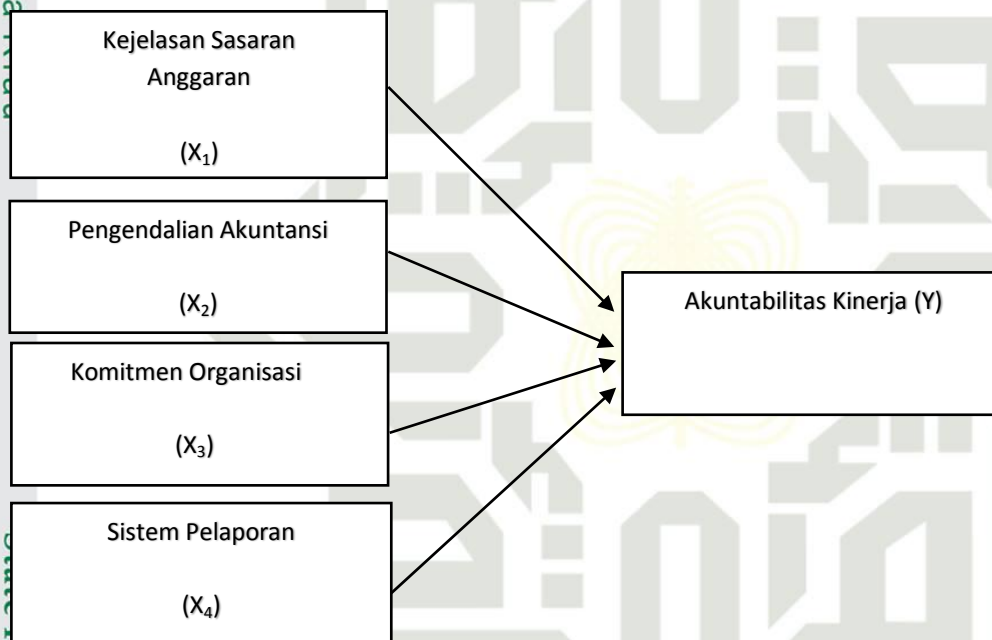 Kejelasan Sasaran
Anggaran
(X₁)
Pengendalian Akuntansi
(X₂)
Komitmen Organisasi
(X₃)
Sistem Pelaporan
(X₄)
Akuntabilitas Kinerja (Y)